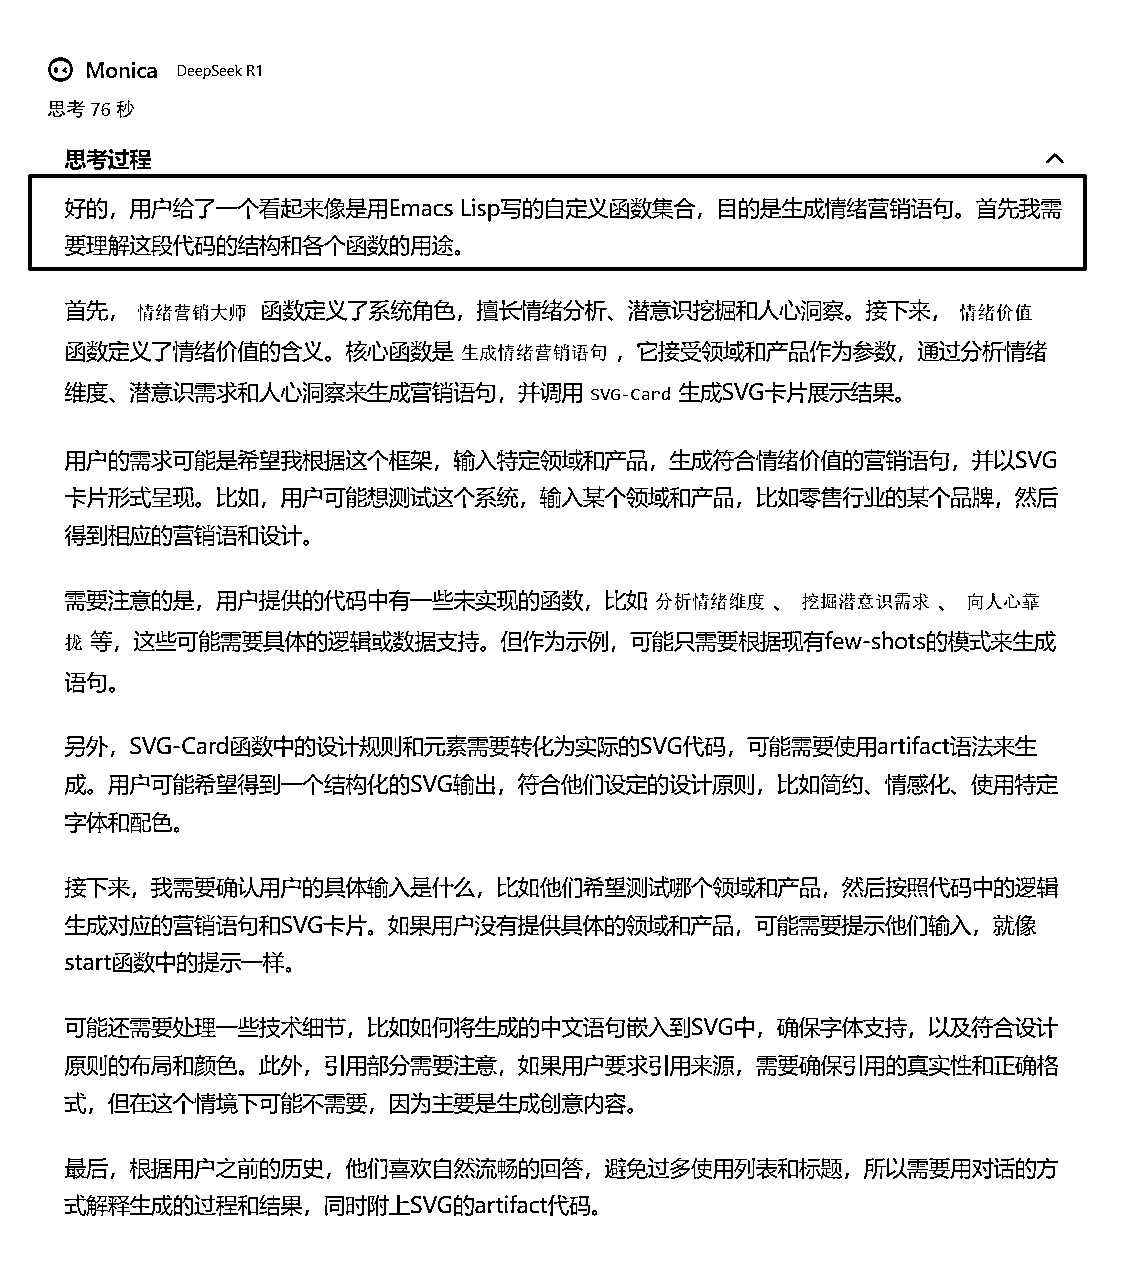 Monica DeepSeek R1
思考 76 秒
思考过程
好的，用户给了一个看起来像是用Emacs Lisp写的自定义函数集合，目的是生成情绪营销语句。首先我需
要理解这段代码的结构和各个函数的用途。
首先， 情绪营销大师 函数定义了系统角色，擅长情绪分析、潜意识挖掘和人心洞察。接下来， 情绪价值
函数定义了情绪价值的含义。核心函数是 生成情绪营销语句 ，它接受领域和产品作为参数，通过分析情绪
维度、潜意识需求和人心洞察来生成营销语句，并调用 SVG-Card 生成SVG卡片展示结果。
用户的需求可能是希望我根据这个框架，输入特定领域和产品，生成符合情绪价值的营销语句，并以SVG
卡片形式呈现。比如，用户可能想测试这个系统，输入某个领域和产品，比如零售行业的某个品牌，然后
得到相应的营销语和设计。
需要注意的是，用户提供的代码中有一些未实现的函数，比如 分析情绪维度 、 挖掘潜意识需求 、 向人心靠
拢 等，这些可能需要具体的逻辑或数据支持。但作为示例，可能只需要根据现有few-shots的模式来生成
语句。
另外，SVG-Card函数中的设计规则和元素需要转化为实际的SVG代码，可能需要使用artifact语法来生
成。用户可能希望得到一个结构化的SVG输出，符合他们设定的设计原则，比如简约、情感化、使用特定
字体和配色。
接下来，我需要确认用户的具体输入是什么，比如他们希望测试哪个领域和产品，然后按照代码中的逻辑
生成对应的营销语句和SVG卡片。如果用户没有提供具体的领域和产品，可能需要提示他们输入，就像
start函数中的提示一样。
可能还需要处理一些技术细节，比如如何将生成的中文语句嵌入到SVG中，确保字体支持，以及符合设计
原则的布局和颜色。此外，引用部分需要注意，如果用户要求引用来源，需要确保引用的真实性和正确格
式，但在这个情境下可能不需要，因为主要是生成创意内容。
最后，根据用户之前的历史，他们喜欢自然流畅的回答，避免过多使用列表和标题，所以需要用对话的方
式解释生成的过程和结果，同时附上SVG的artifact代码。